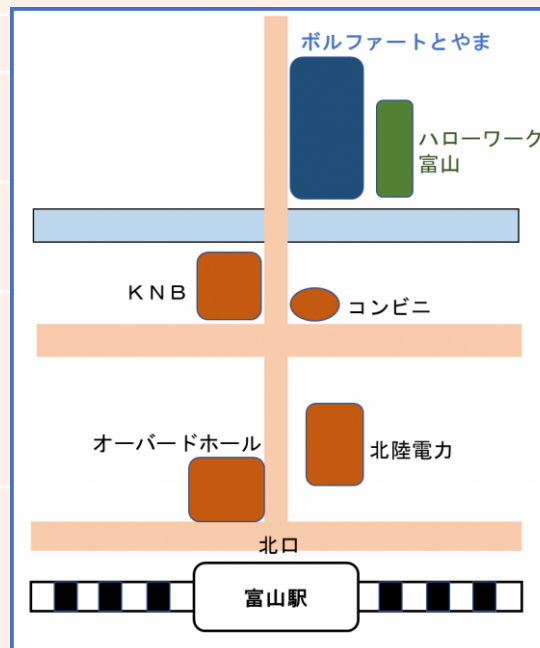 ボルファートとやま
ハローワーク
富山
ＫＮＢ
コンビニ
オーバードホール
北陸電力
北口
富山駅